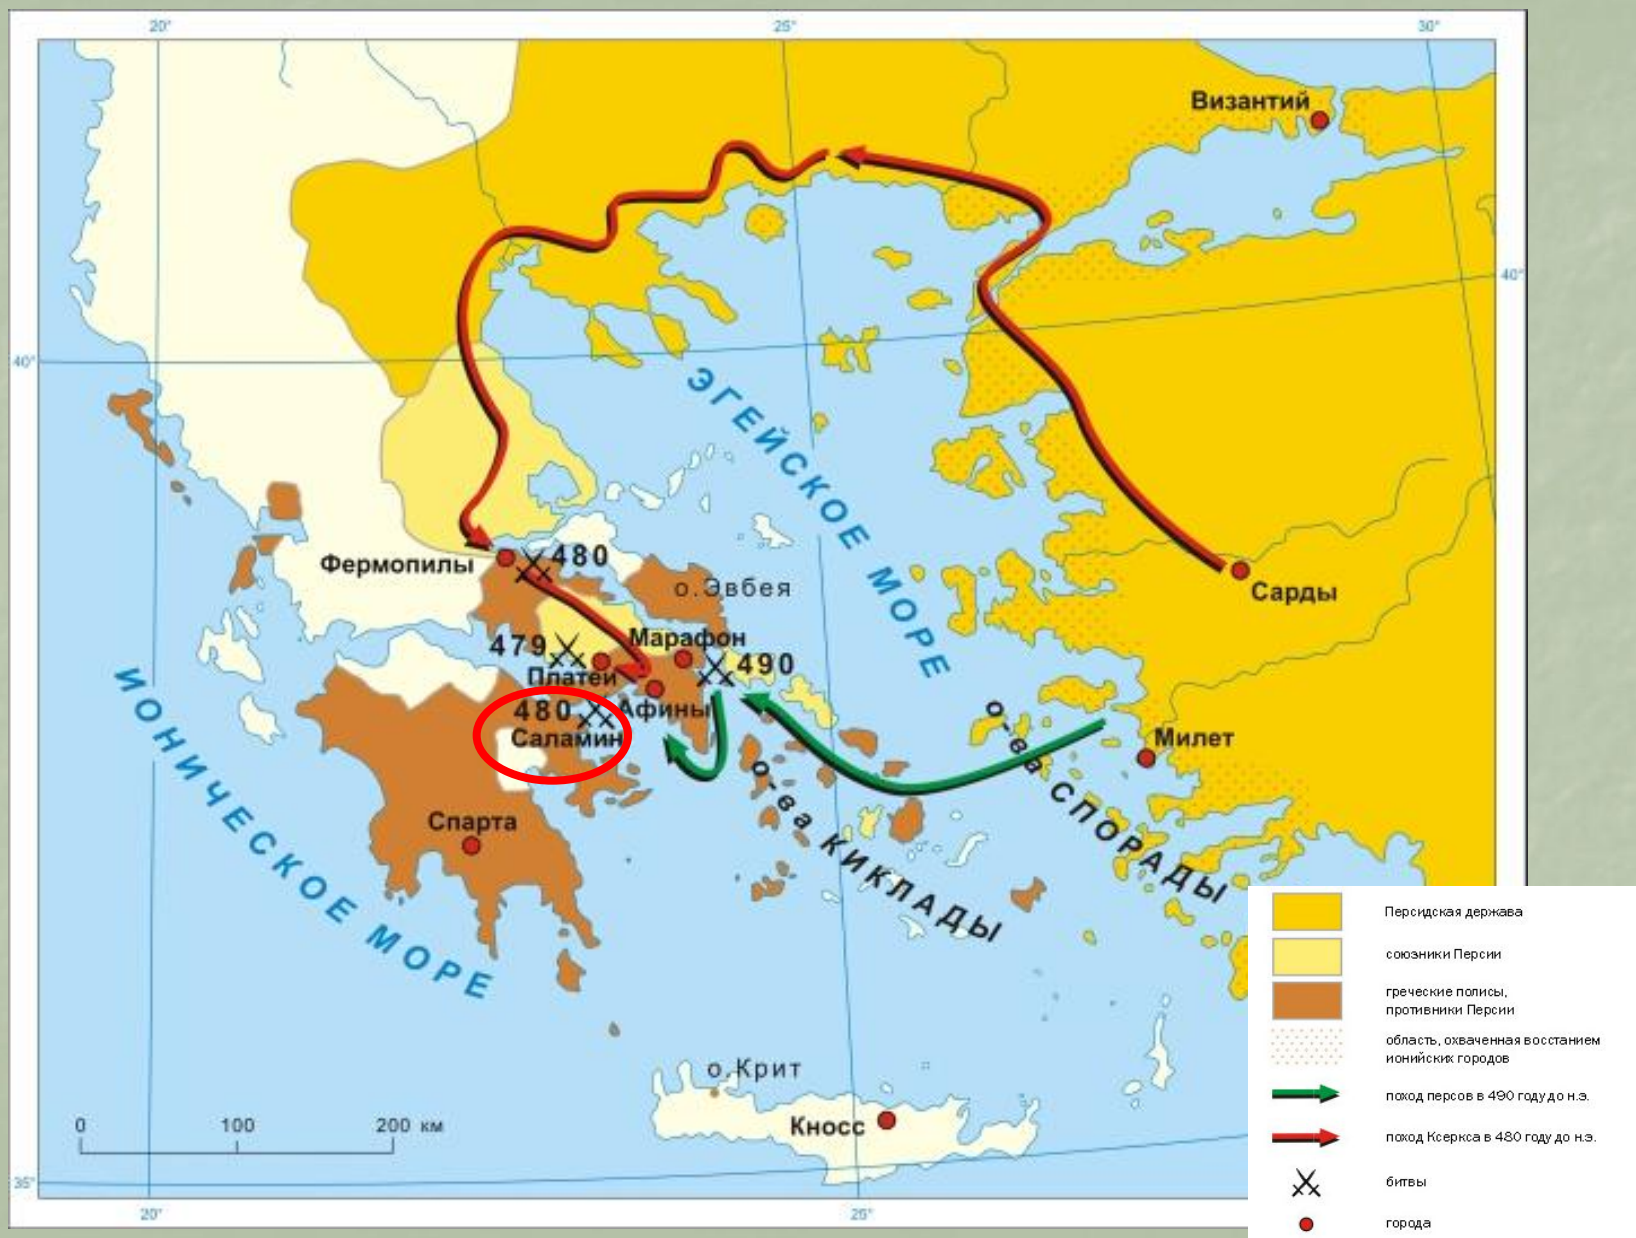 20°
25°
30°
Византий
40°
40°
ЭГЕЙСКОЕ МОРЕ
Фермопилы
480
о.Эвбея
Сарды
479
Марафон
490
Платеи
480
Афины
Саламин
Милет
о-ва СПОРАДЫ
о-ва КИКЛАДЫ
ИОНИЧЕСКОЕ МОРЕ
Спарта
о.Крит
Кносс
0 100 200 км
35°
20°
25°
Персидская держава
союзники Персии
греческие полисы,
противники Персии
область, охваченная восстанием
ионийских городов
поход персов в 490 году до н.э.
поход Ксеркса в 480 году до н.э.
битвы
города